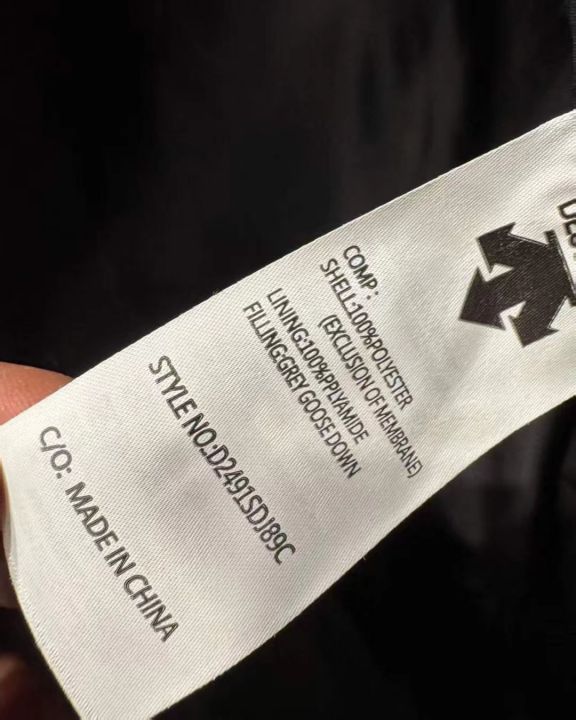 COMP:
SHELL:100%POLYESTER
(EXCLUSION OF MEMBRANE)
LINING:100%PPLYAMIDE
FILLING:GREY GOOSE DOWN
STYLE NO.:D2491SDJ89C
C/O: MADE IN CHINA